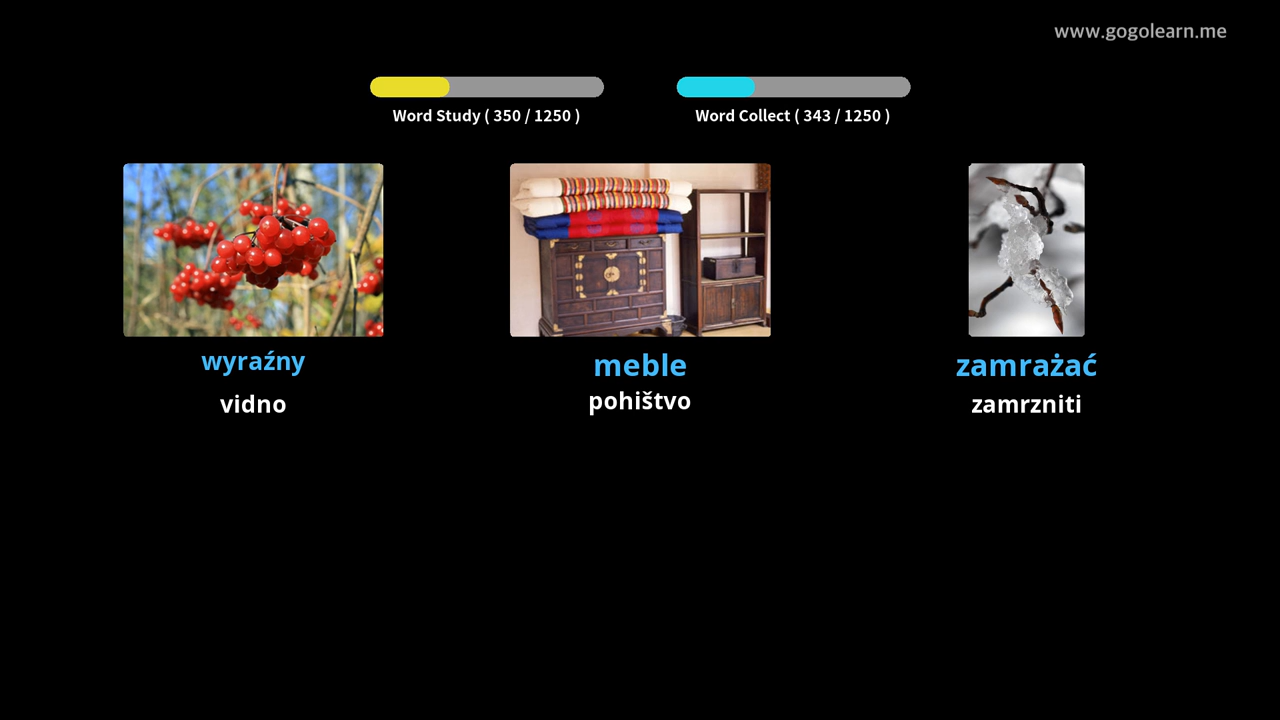 www.gogolearn.me
Word Study ( 350 / 1250 )
Word Collect ( 343 / 1250 )
wyraźny
vidno
meble
pohištvo
zamrażać
zamrzniti